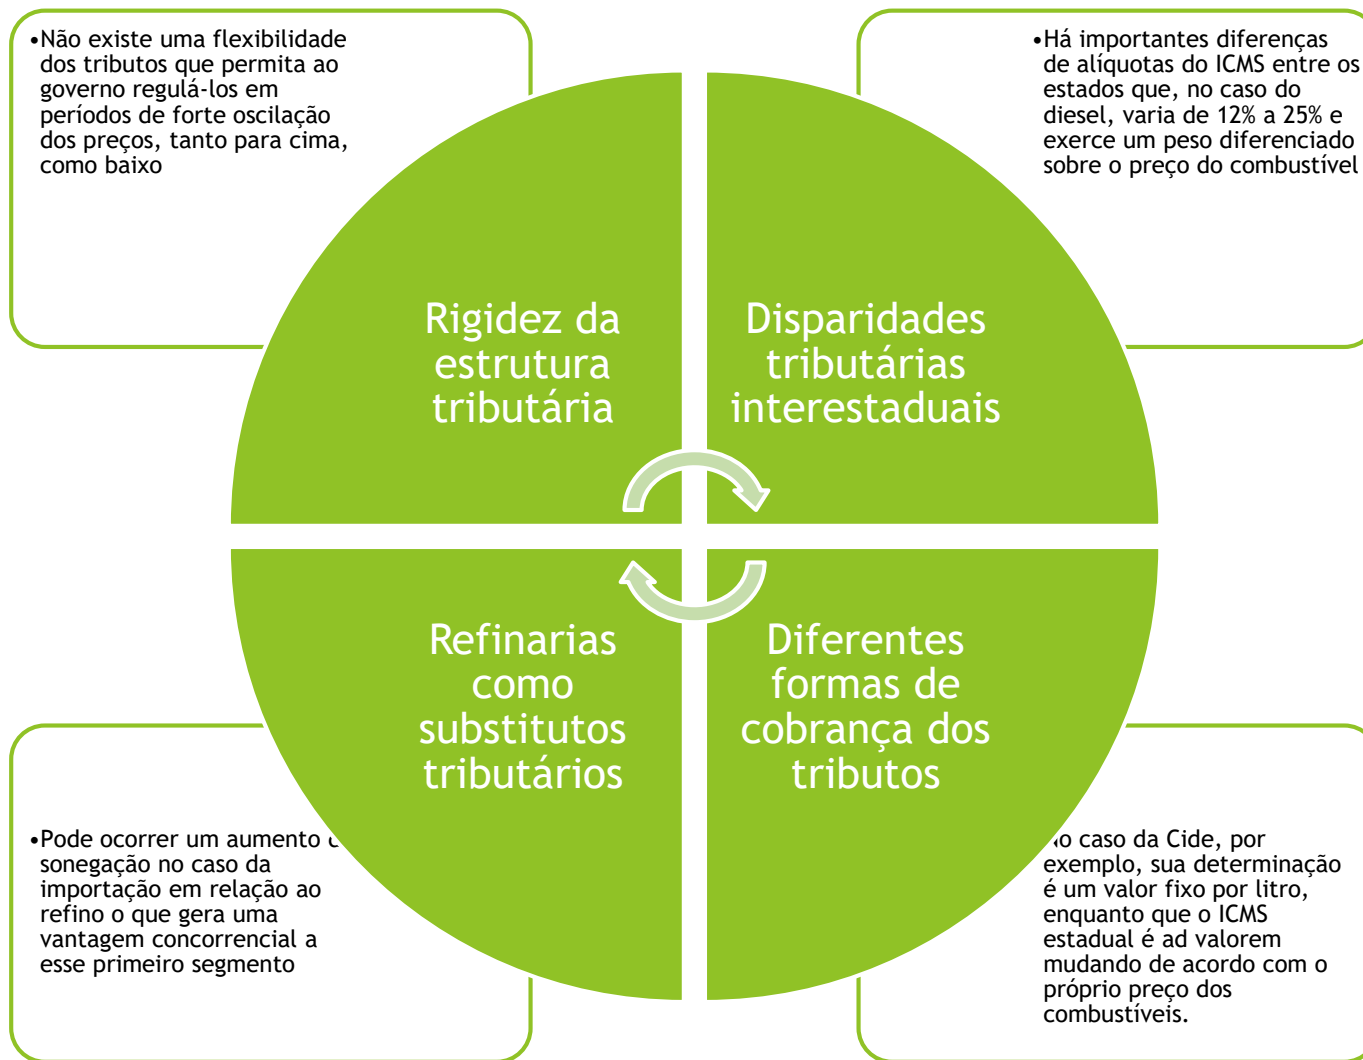 •Não existe uma flexibilidade
dos tributos que permita ao
governo regulá-los em
períodos de forte oscilação
dos preços, tanto para cima,
como baixo
•Há importantes diferenças
de alíquotas do ICMS entre os
estados que, no caso do
diesel, varia de 12% a 25% e
exerce um peso diferenciado
sobre o preço do combustível
Rigidez da
estrutura
tributária
Disparidades
tributárias
interestaduais
Refinarias
como
substitutos
tributários
Diferentes
formas de
cobrança dos
tributos
•Pode ocorrer um aumento
sonegação no caso da
importação em relação ao
refino o que gera uma
vantagem concorrencial a
esse primeiro segmento
caso da Cide, por
exemplo, sua determinação
é um valor fixo por litro,
enquanto que o ICMS
estadual é ad valorem
mudando de acordo com o
próprio preço dos
combustíveis.